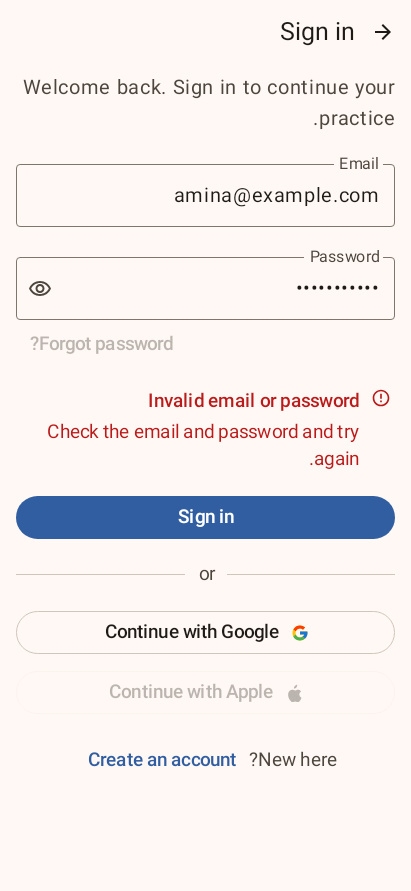 Sign in
Welcome back. Sign in to continue your
.practice
Email
amina@example.com
Password
•••••••••••
?Forgot password
Invalid email or password
Check the email and password and try
.again
Sign in
or
Continue with Google
Continue with Apple
?New here
Create an account